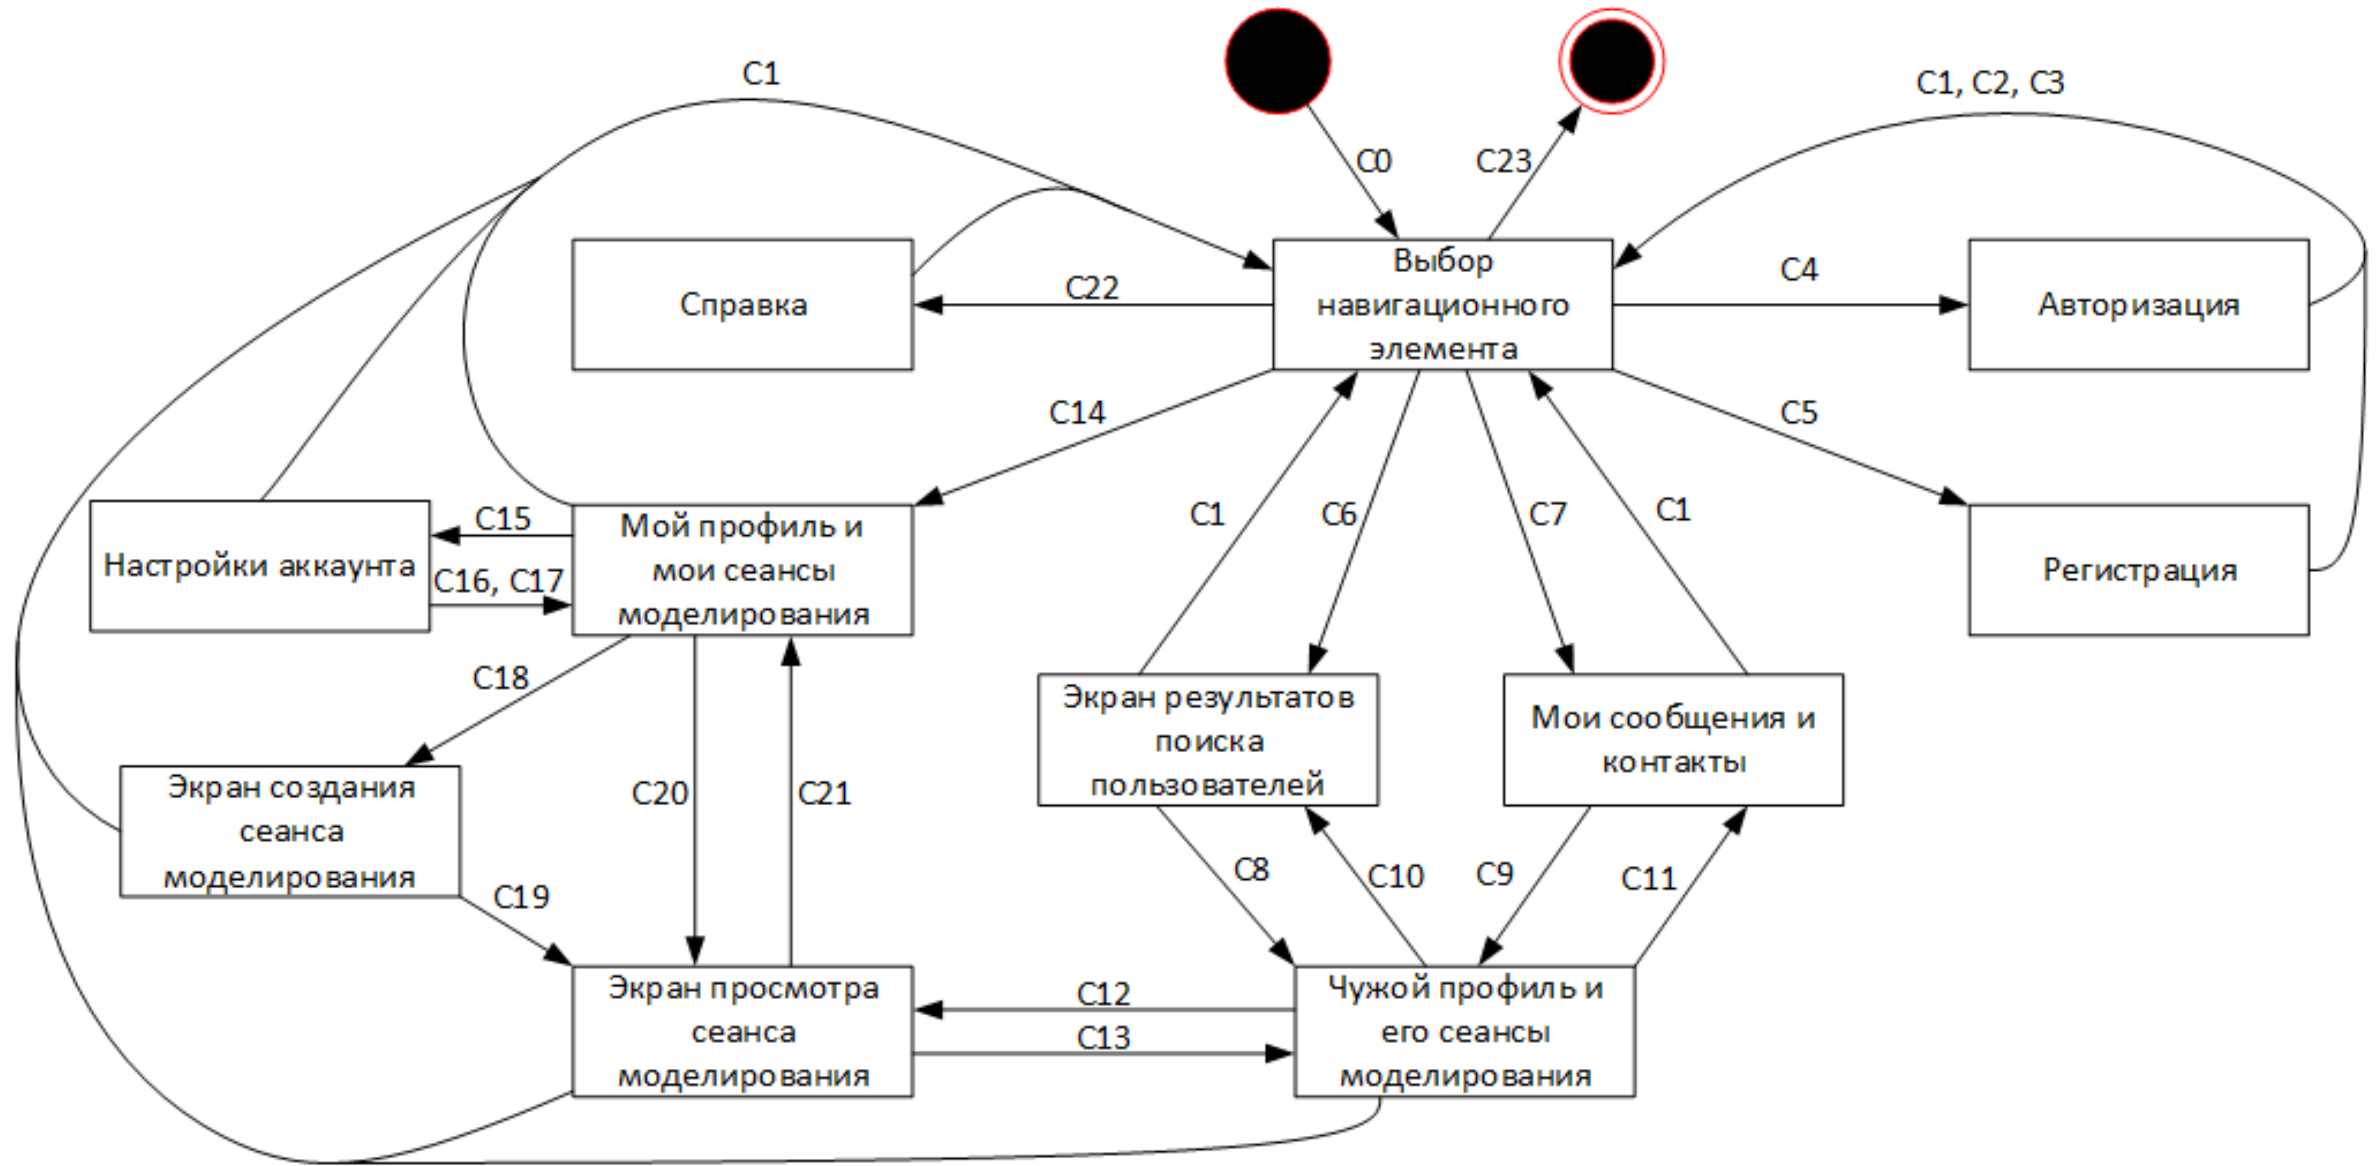 C1
C1, C2, C3
C0
C23
Справка
C22
Выбор
навигационного
элемента
C4
Авторизация
C14
C5
C15
C16, C17
Настройки аккаунта
Мой профиль и
мои сеансы
моделирования
C1
C6
C7
C1
Регистрация
C18
C20
C21
Экран результатов
поиска
пользователей
Мои сообщения и
контакты
Экран создания
сеанса
моделирования
C19
C8
C10
C9
C11
Экран просмотра
сеанса
моделирования
C12
C13
Чужой профиль и
его сеансы
моделирования